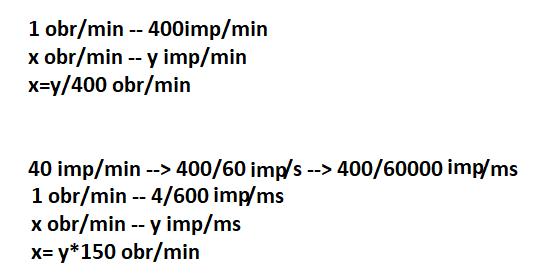 1 obr/min -- 400imp/min
x obr/min -- y imp/min
x=y/400 obr/min
40 imp/min --> 400/60 imp/s --> 400/60000 imp/ms
1 obr/min -- 4/600 imp/ms
x obr/min -- y imp/ms
x= y*150 obr/min